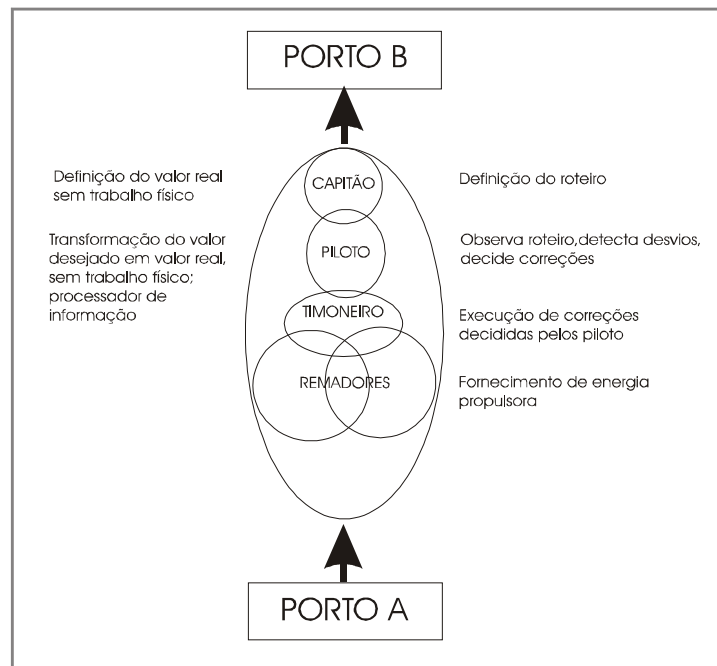 PORTO B
Definição do valor real
sem trabalho físico
CAPITÃO
Definição do roteiro
Transformação do valor
desejado em valor real,
sem trabalho físico;
processador de
informação
PILOTO
Observa roteiro,detecta desvios,
decide correções
TIMONEIRO
Execução de correções
decididas pelos piloto
REMADORES
Fornecimento de energia
propulsora
PORTO A